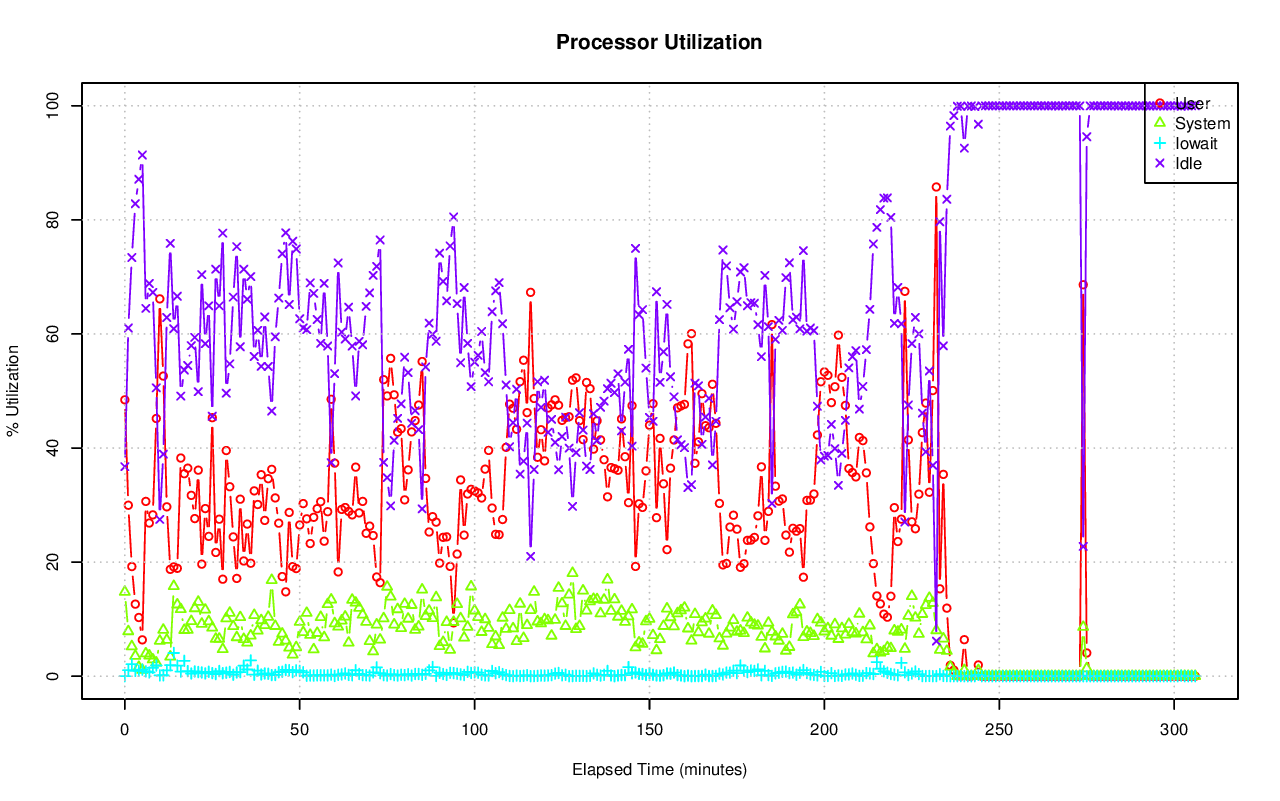 Processor Utilization
% Utilization
100
80
60
40
20
0
User
System
Iowait
Idle
0 50 100 150 200 250 300
Elapsed Time (minutes)